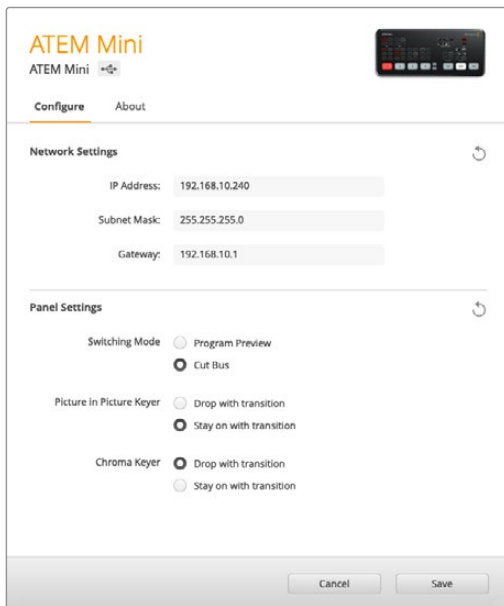 ATEM Mini
ATEM Mini
Configure About
Network Settings
IP Address: 192.168.10.240
Subnet Mask: 255.255.255.0
Gateway: 192.168.10.1
Panel Settings
Switching Mode Program Preview
Cut Bus
Picture in Picture Keyer Drop with transition
Stay on with transition
Chroma Keyer Drop with transition
Stay on with transition
Cancel Save